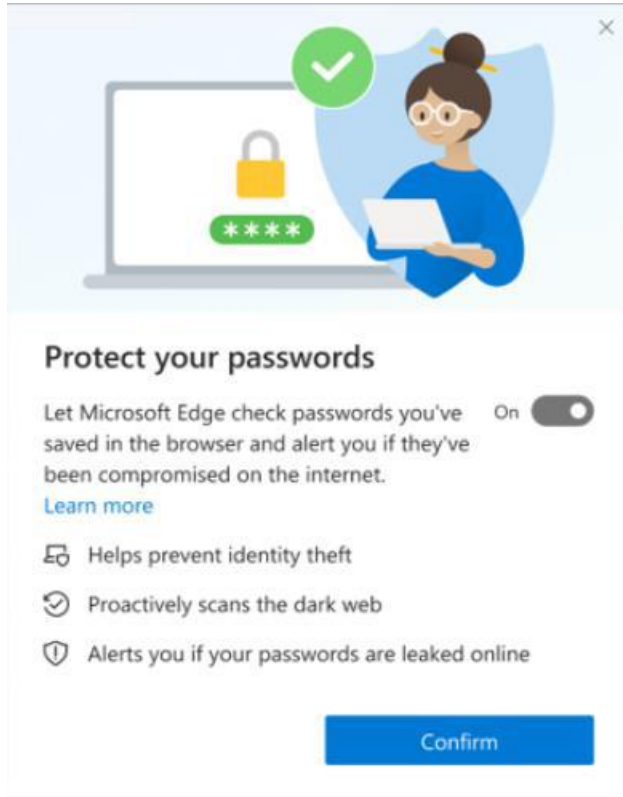 ****
Protect your passwords
Let Microsoft Edge check passwords you've
On
saved in the browser and alert you if they've
been compromised on the internet.
Learn more
Helps prevent identity theft
Proactively scans the dark web
Alerts you if your passwords are leaked online
Confirm